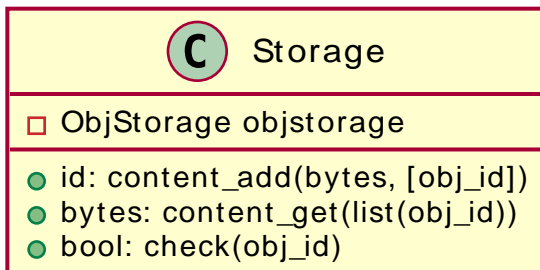 C Storage
ObjStorage objstorage
id: content_add(bytes, [obj_id])
bytes: content_get(list(obj_id))
bool: check(obj_id)